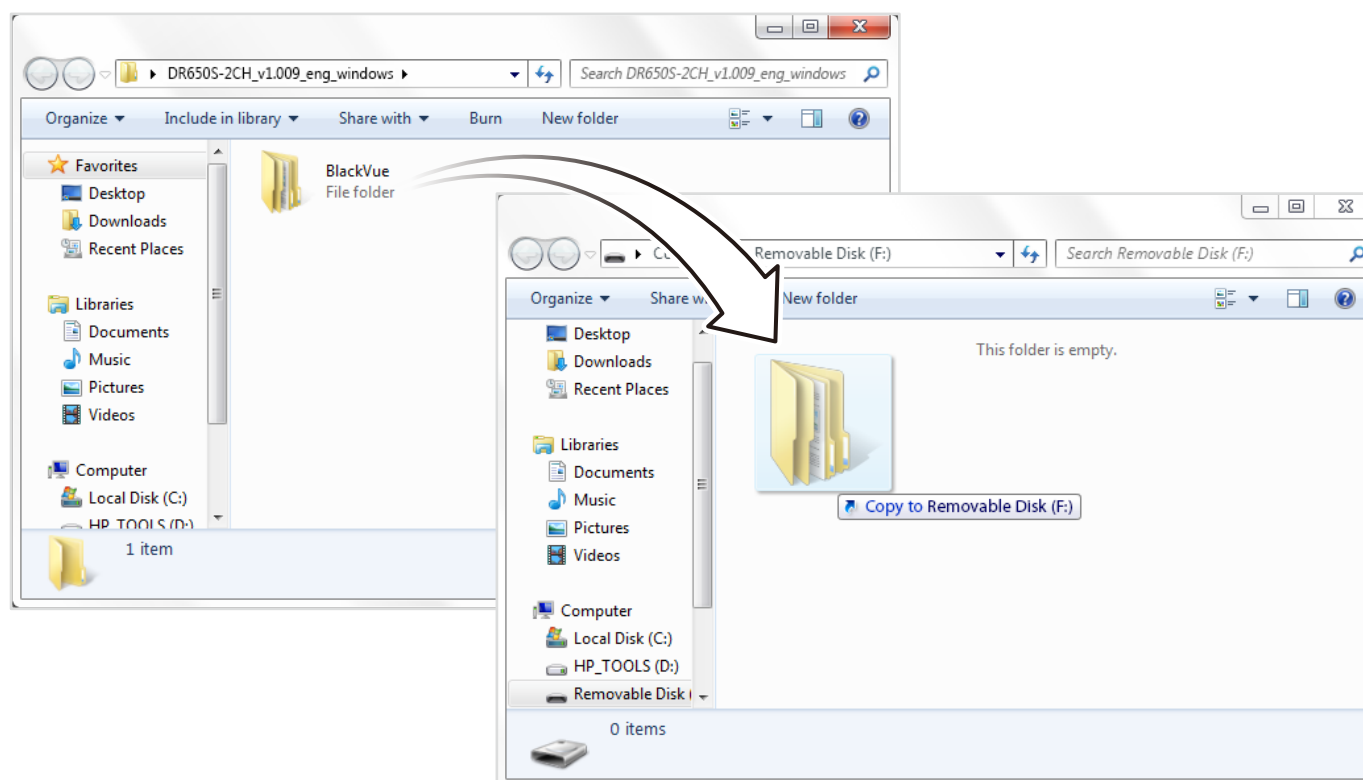 DR650S-2CH_v1.009_eng_windows
Search DR650S-2CH_v1.009_eng_windows
Organize Include in library Share with Burn New folder
Favorites
Desktop
Downloads
Recent Places
Libraries
Documents
Music
Pictures
Videos
Computer
Local Disk (C:)
HP_TOOLS (D:)
BlackVue
File folder
1 item
Removable Disk (F:)
Search Removable Disk (F:)
Organize Share New folder
Desktop
Downloads
Recent Places
Libraries
Documents
Music
Pictures
Videos
Computer
Local Disk (C:)
HP_TOOLS (D:)
Removable Disk (
This folder is empty.
Copy to Removable Disk (F:)
0 items